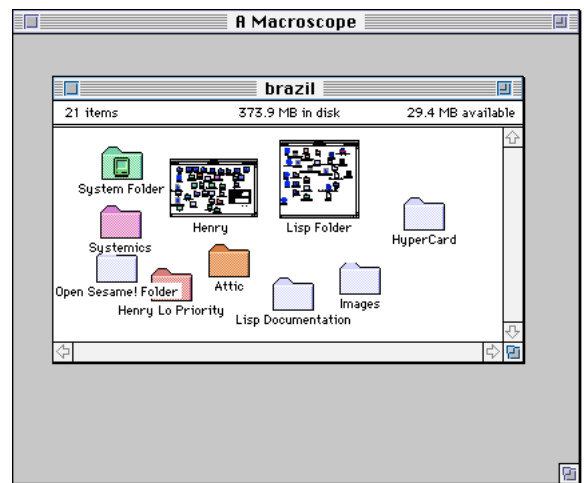 A Macroscope
brazil
21 items 373.9 MB in disk 29.4 MB available
System Folder
Henry
Lisp Folder
HyperCard
Systemics
Open Sesame! Folder
Attic
Images
Henry Lo Priority
Lisp Documentation